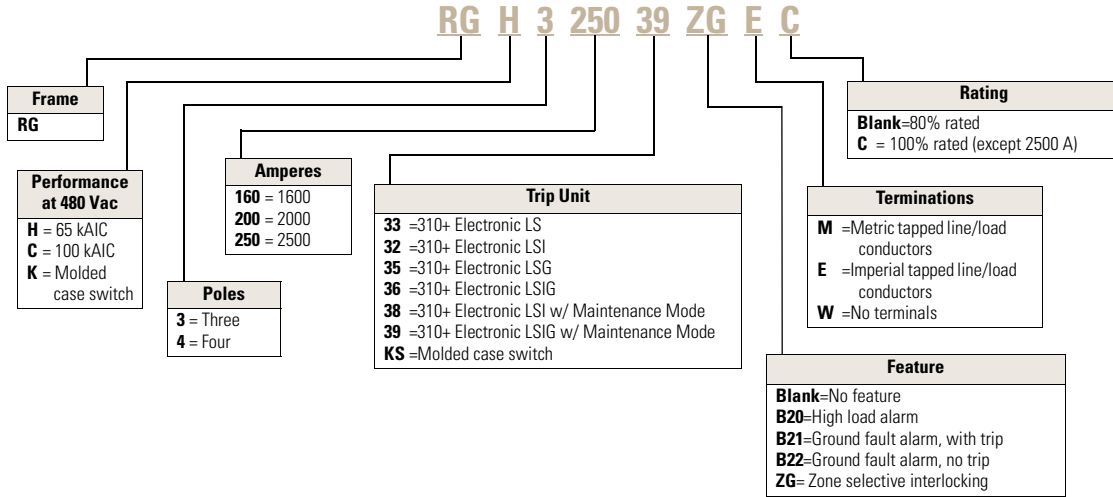 RG H 3 250 39 ZG E C
Frame
RG
Performance
at 480 Vac
H = 65 kAIC
C = 100 kAIC
K = Molded
case switch
Poles
3 = Three
4 = Four
Amperes
160 = 1600
200 = 2000
250 = 2500
Trip Unit
33 =310+ Electronic LS
32 =310+ Electronic LSI
35 =310+ Electronic LSG
36 =310+ Electronic LSIG
38 =310+ Electronic LSI w/ Maintenance Mode
39 =310+ Electronic LSIG w/ Maintenance Mode
KS =Molded case switch
Feature
Blank=No feature
B20=High load alarm
B21=Ground fault alarm, with trip
B22=Ground fault alarm, no trip
ZG= Zone selective interlocking
Terminations
M =Metric tapped line/load
conductors
E =Imperial tapped line/load
conductors
W =No terminals
Rating
Blank=80% rated
C = 100% rated (except 2500 A)